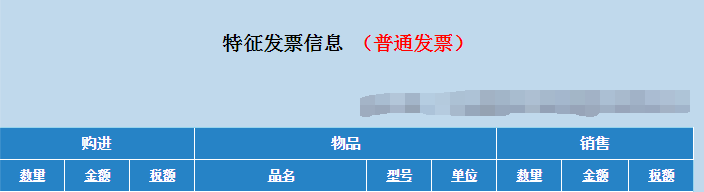 特征发票信息 （普通发票）
购进 物品 销售
数量 金额 税额 品名 型号 单位 数量 金额 税额